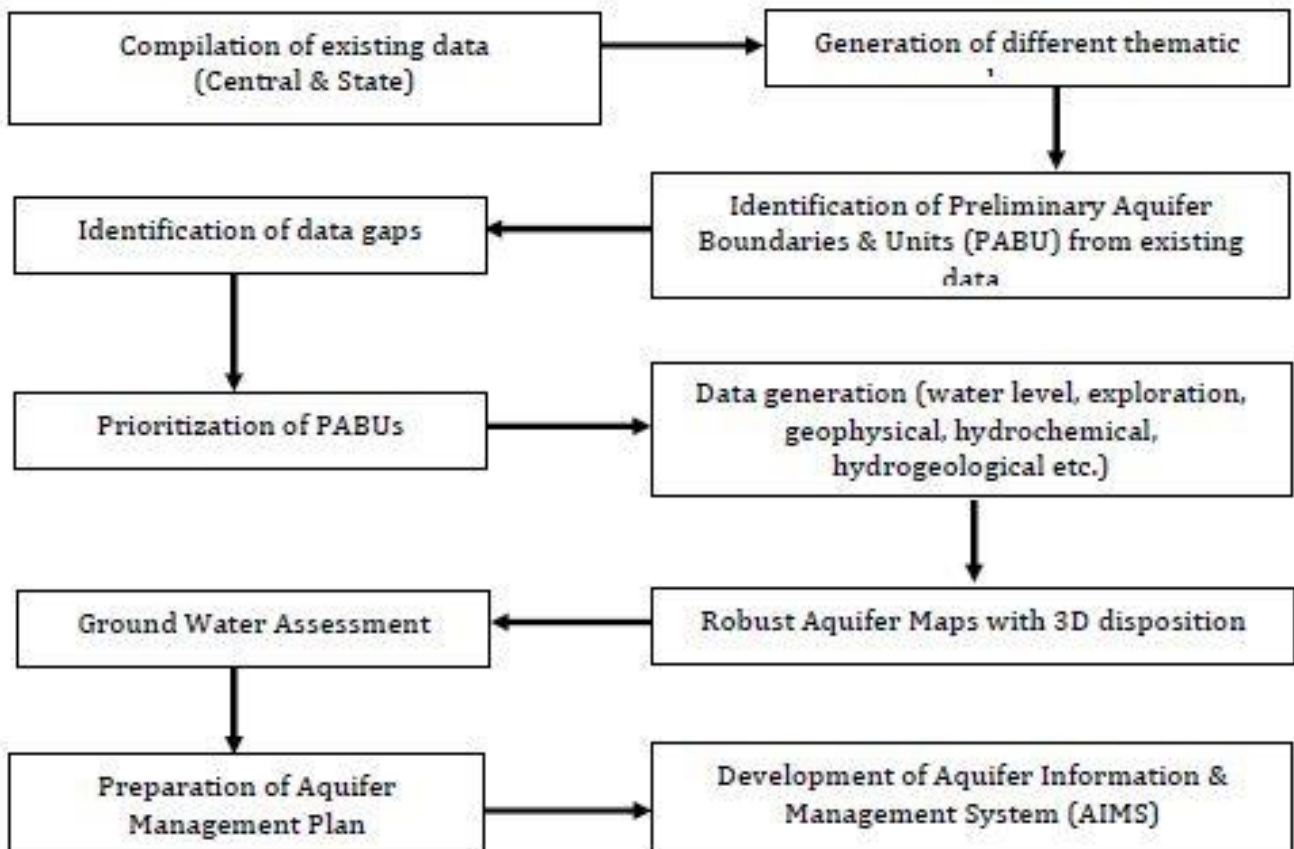 Compilation of existing data
(Central & State)
Generation of different thematic
Identification of Preliminary Aquifer
Boundaries & Units (PABU) from existing
data
Identification of data gaps
Prioritization of PABUs
Data generation (water level, exploration,
geophysical, hydrochemical,
hydrogeological etc.)
Robust Aquifer Maps with 3D disposition
Ground Water Assessment
Preparation of Aquifer
Management Plan
Development of Aquifer Information &
Management System (AIMS)